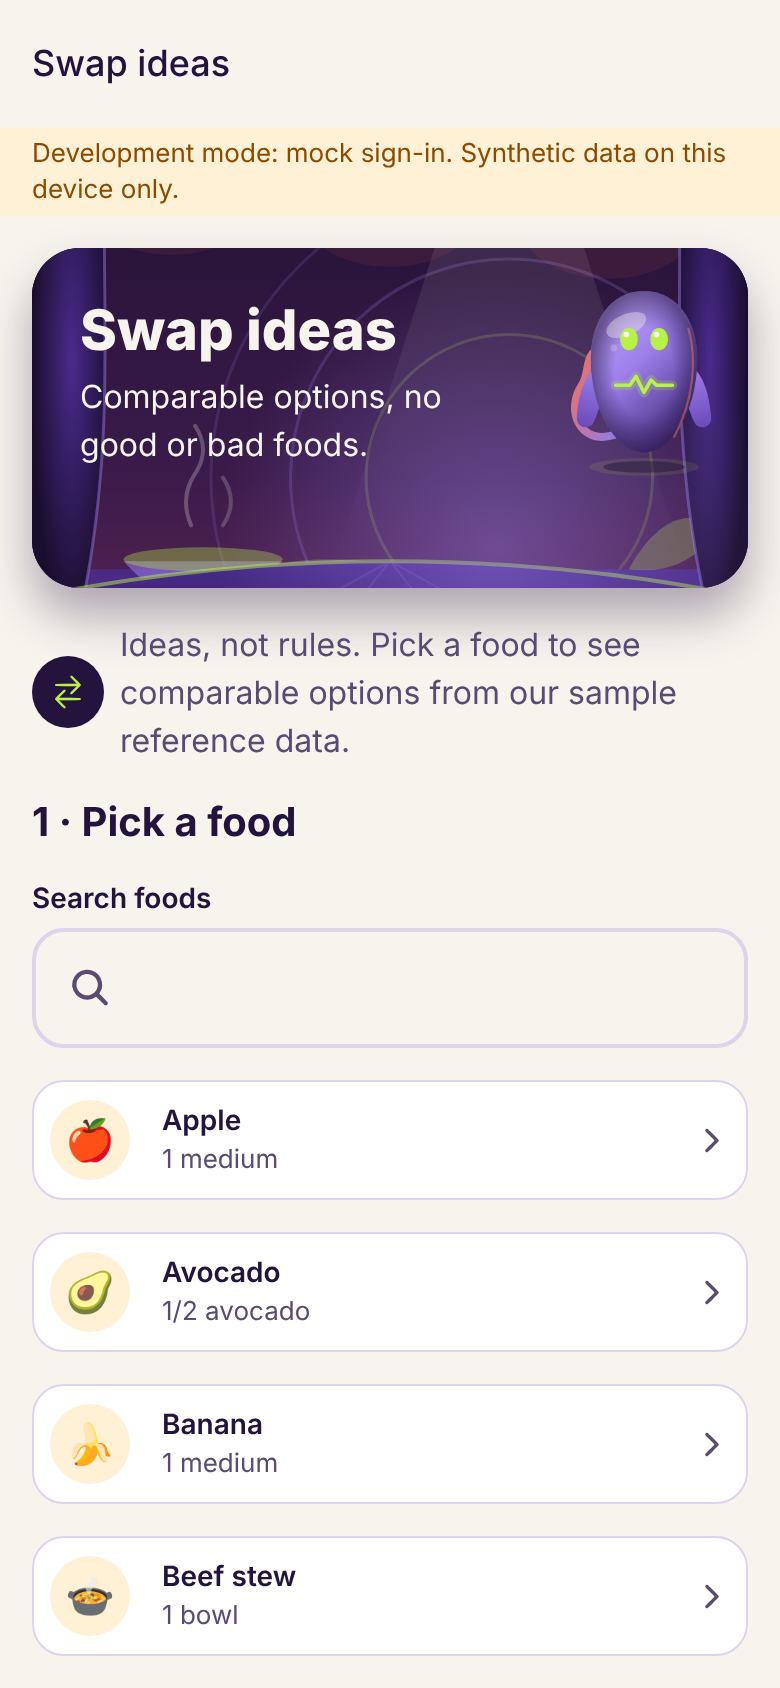 Swap ideas
Development mode: mock sign-in. Synthetic data on this
device only.
Swap ideas
Comparable options, no
good or bad foods.
Ideas, not rules. Pick a food to see
comparable options from our sample
reference data.
1 · Pick a food
Search foods
Apple
1 medium
Avocado
1/2 avocado
Banana
1 medium
Beef stew
1 bowl